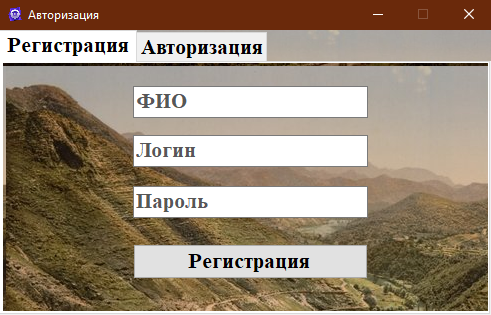 Авторизация
Регистрация Авторизация
ФИО
Логин
Пароль
Регистрация